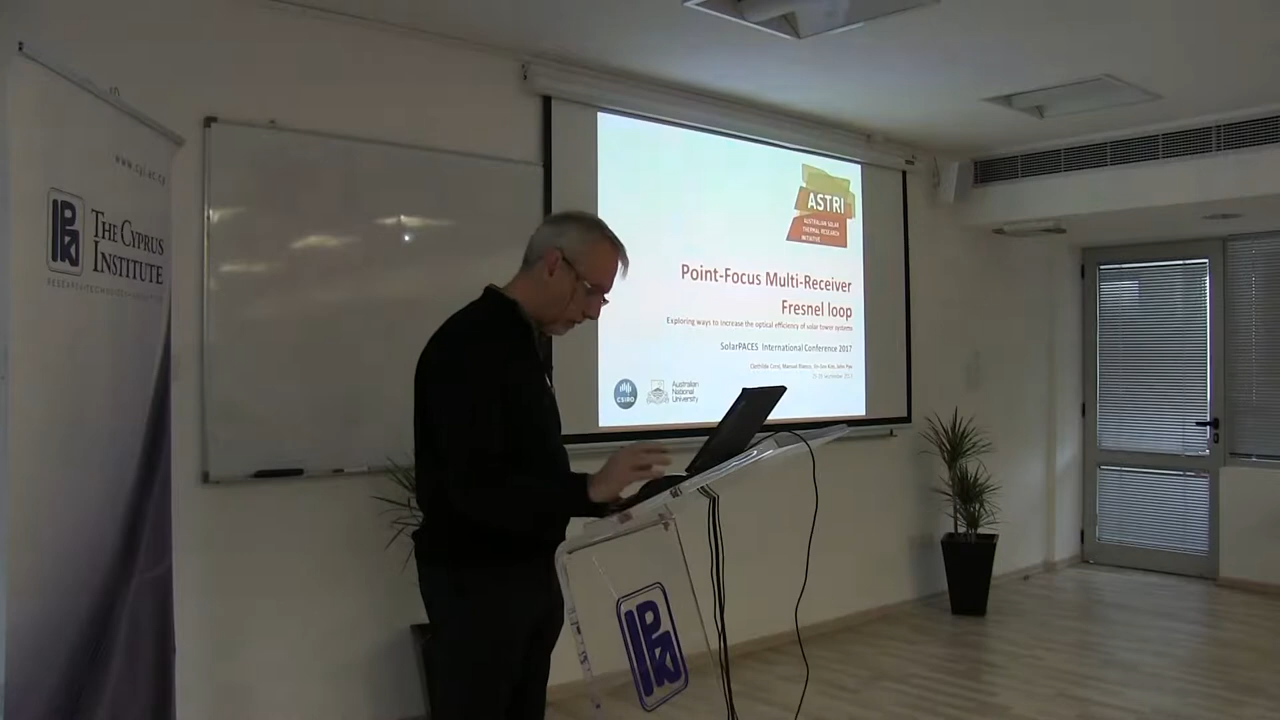 www.cyi.ac.cy
THE CYPRUS
INSTITUTE
ASTRI
AUSTRALIAN SOLAR
THERMAL RESEARCH
INITIATIVE
Point-Focus Multi-Receiver
Fresnel loop
Exploring ways to increase the optical efficiency of solar tower systems
SolarPACES International Conference 2017
CSIRO
Australian
National
University